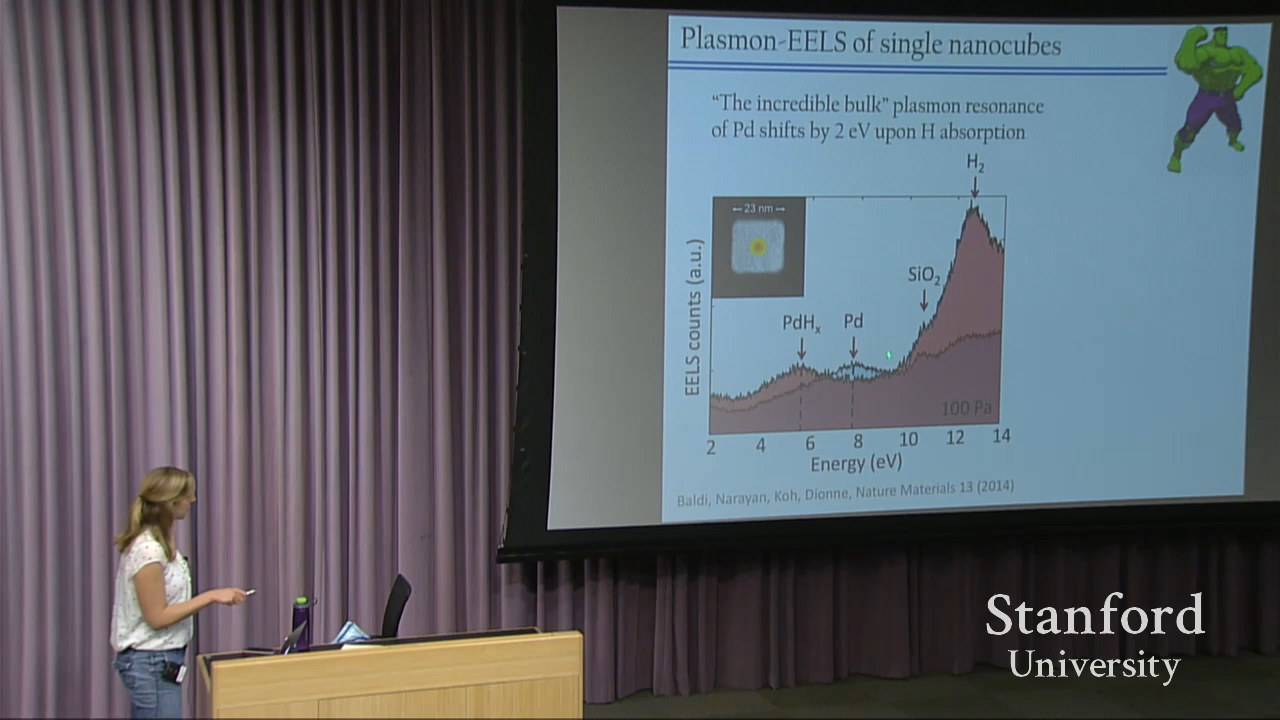 Plasmon-EELS of single nanocubes
“The incredible bulk” plasmon resonance
of Pd shifts by 2 eV upon H absorption
H₂
←23 nm→
SiO₂
PdHₓ
Pd
EELS counts (a.u.)
100 Pa
2 4 6 8 10 12 14
Energy (eV)
Baldi, Narayan, Koh, Dionne, Nature Materials 13 (2014)
Stanford
University